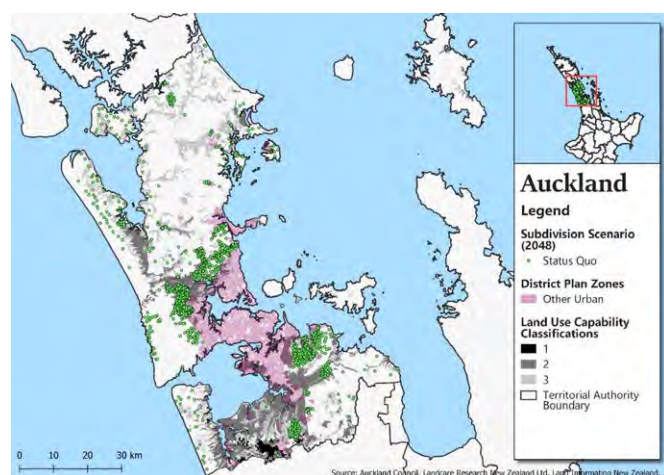 Auckland
Legend
Subdivision Scenario
(2048)
Status Quo
District Plan Zones
Other Urban
Land Use Capability
Classifications
1
2
3
Territorial Authority
Boundary
0 10 20 30 km
Source: Auckland Council, Landcare Research New Zealand Ltd, Land Information New Zealand.